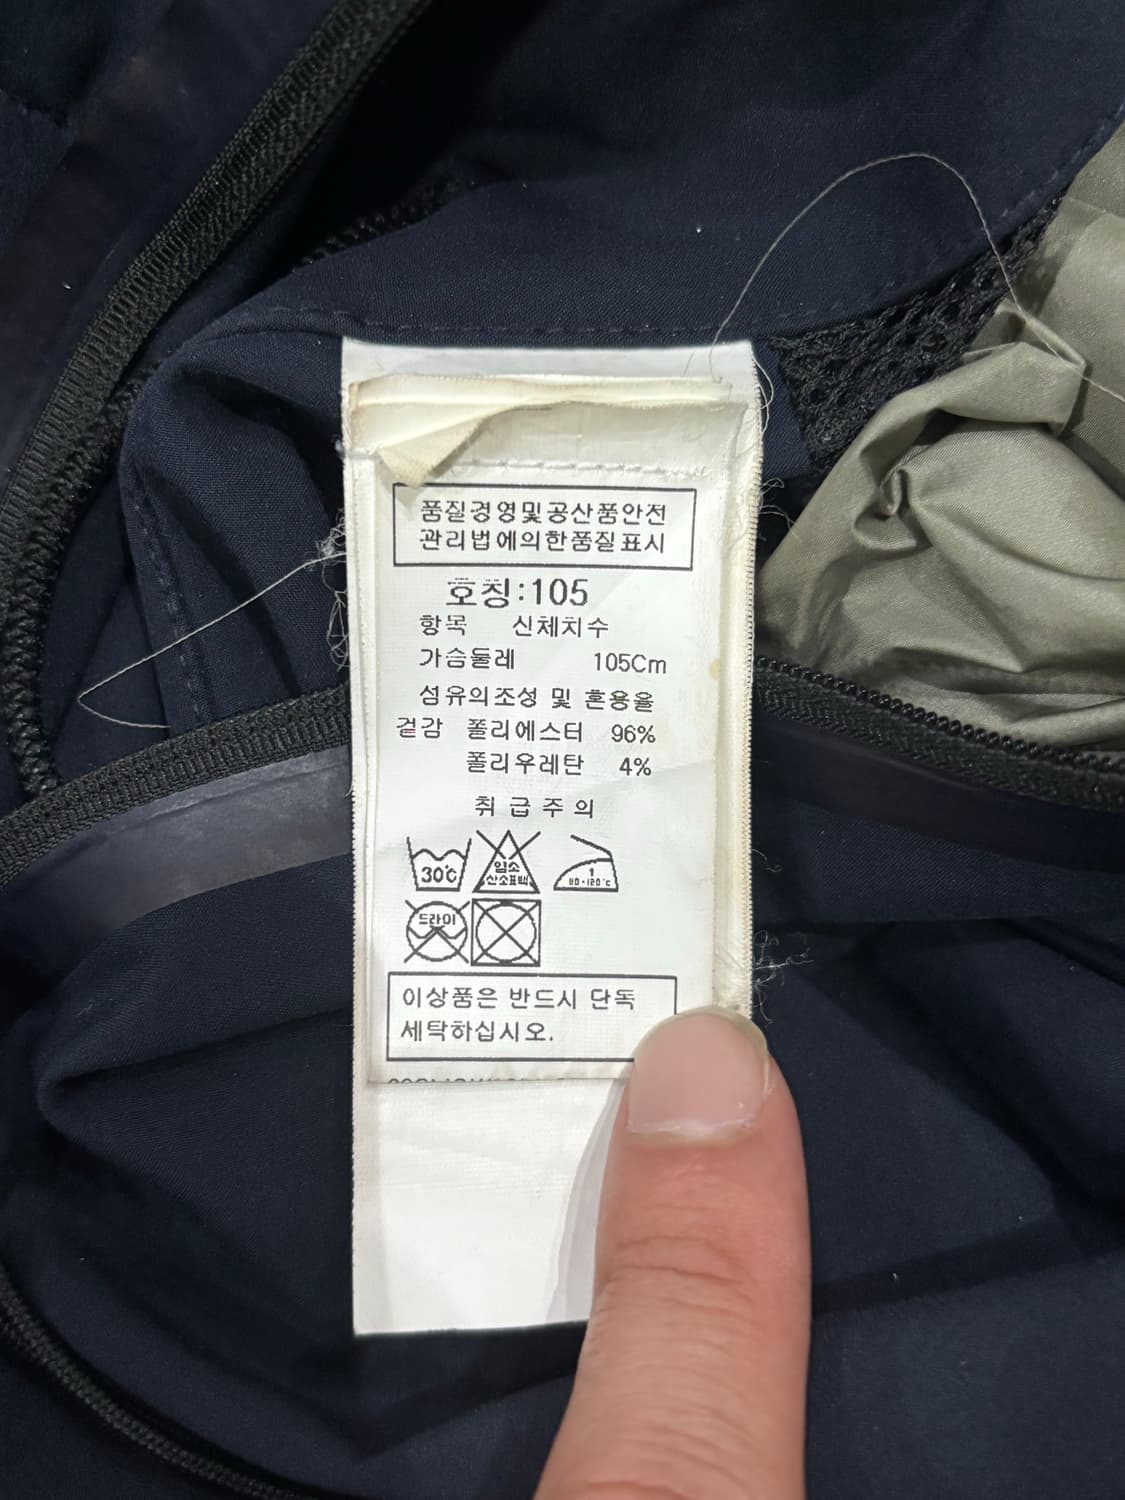 품질경영및공산품안전
관리법에의한품질표시
호칭:105
항목 신체치수
가슴둘레 105Cm
섬유의조성 및 혼용율
겉감 폴리에스터 96%
폴리우레탄 4%
취급주의
30℃ 염소 산소표백 1 80-120℃
드라이
이상품은 반드시 단독
세탁하십시오.